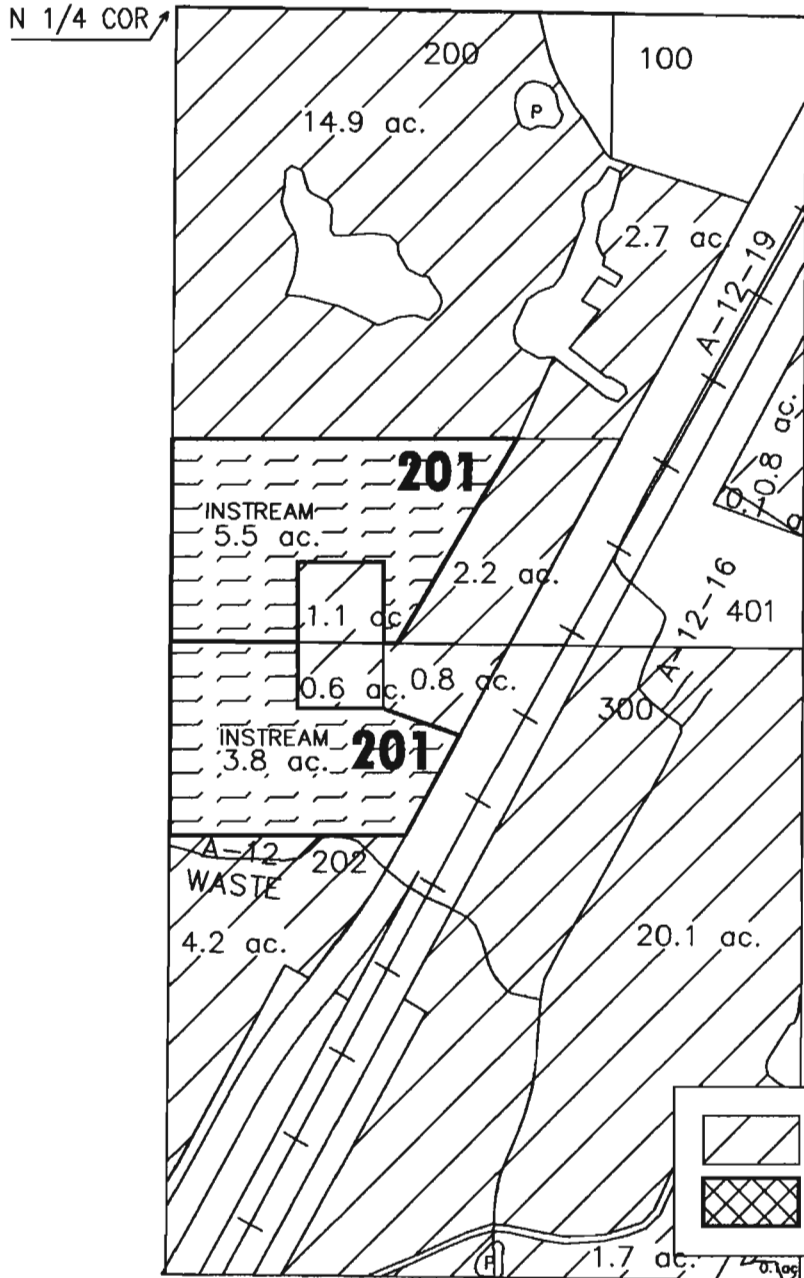 N 1/4 COR
200
100
P
14.9 ac.
2.7 ac.
A-12-19
0.8 ac.
0.1 a
201
INSTREAM
5.5 ac.
2.2 ac.
A-12-16
401
1.1 ac
0.6 ac.
0.8 ac.
300
INSTREAM
3.8 ac.
201
A-12
WASTE
202
4.2 ac.
20.1 ac.
P
1.7 ac.
0.1ac